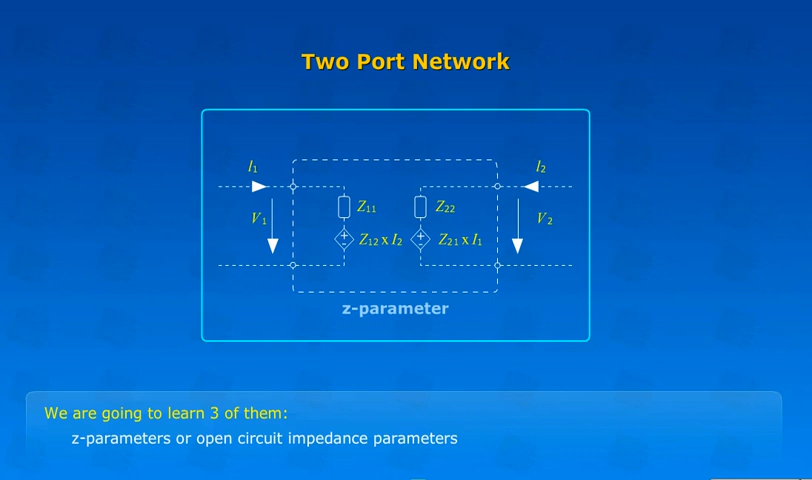 Two Port Network
I₁ I₂
Z₁₁ Z₂₂
V₁ V₂
Z₁₂ x I₂ Z₂₁ x I₁
z-parameter
We are going to learn 3 of them:
z-parameters or open circuit impedance parameters